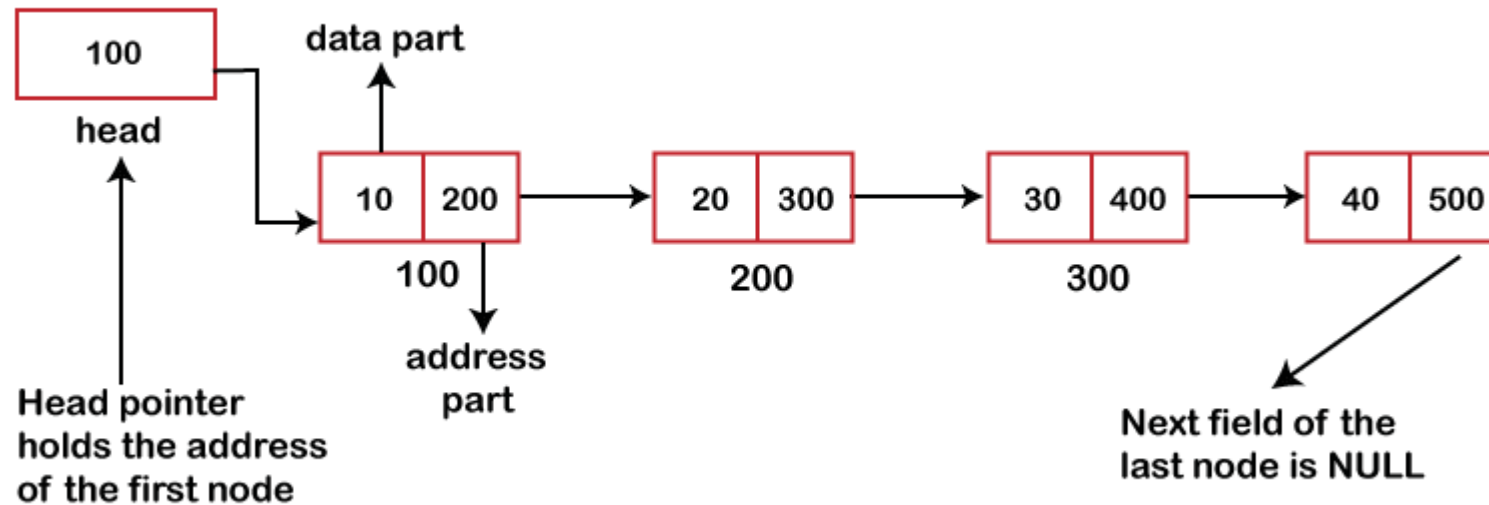 100
data part
head
10 200
20 300
30 400
40 500
100
200
300
address
part
Head pointer
holds the address
of the first node
Next field of the
last node is NULL